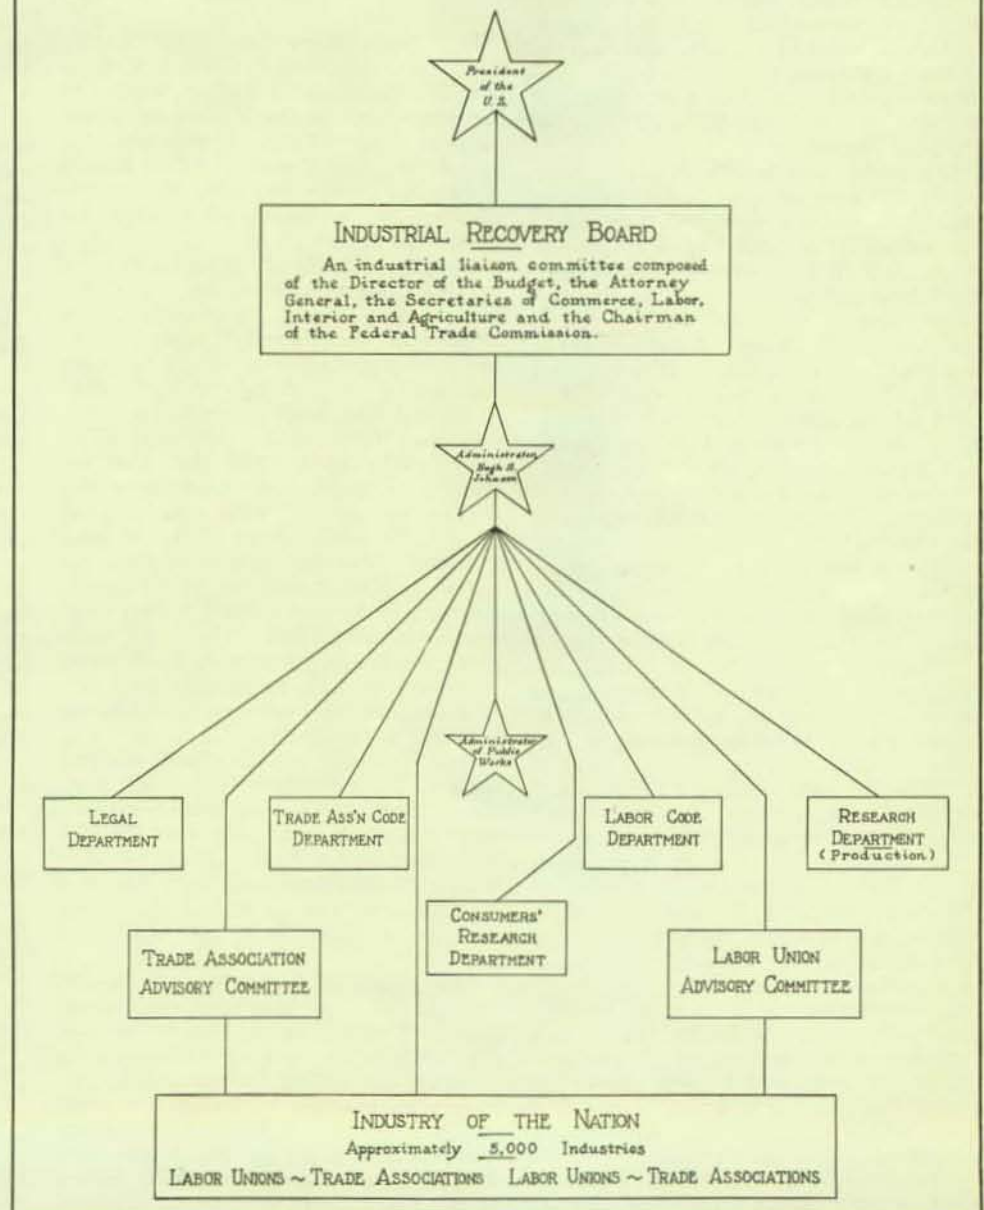 President
of the
U. S.
INDUSTRIAL RECOVERY BOARD
An industrial liaison committee composed
of the Director of the Budget, the Attorney
General, the Secretaries of Commerce, Labor,
Interior and Agriculture and the Chairman
of the Federal Trade Commission.
Administrator
Hugh S.
Johnson
Administrator
of Public
Works
LEGAL
DEPARTMENT
TRADE ASS'N CODE
DEPARTMENT
LABOR CODE
DEPARTMENT
RESEARCH
DEPARTMENT
(Production)
CONSUMERS'
RESEARCH
DEPARTMENT
TRADE ASSOCIATION
ADVISORY COMMITTEE
LABOR UNION
ADVISORY COMMITTEE
INDUSTRY OF THE NATION
Approximately 5,000 Industries
LABOR UNIONS ~ TRADE ASSOCIATIONS LABOR UNIONS ~ TRADE ASSOCIATIONS